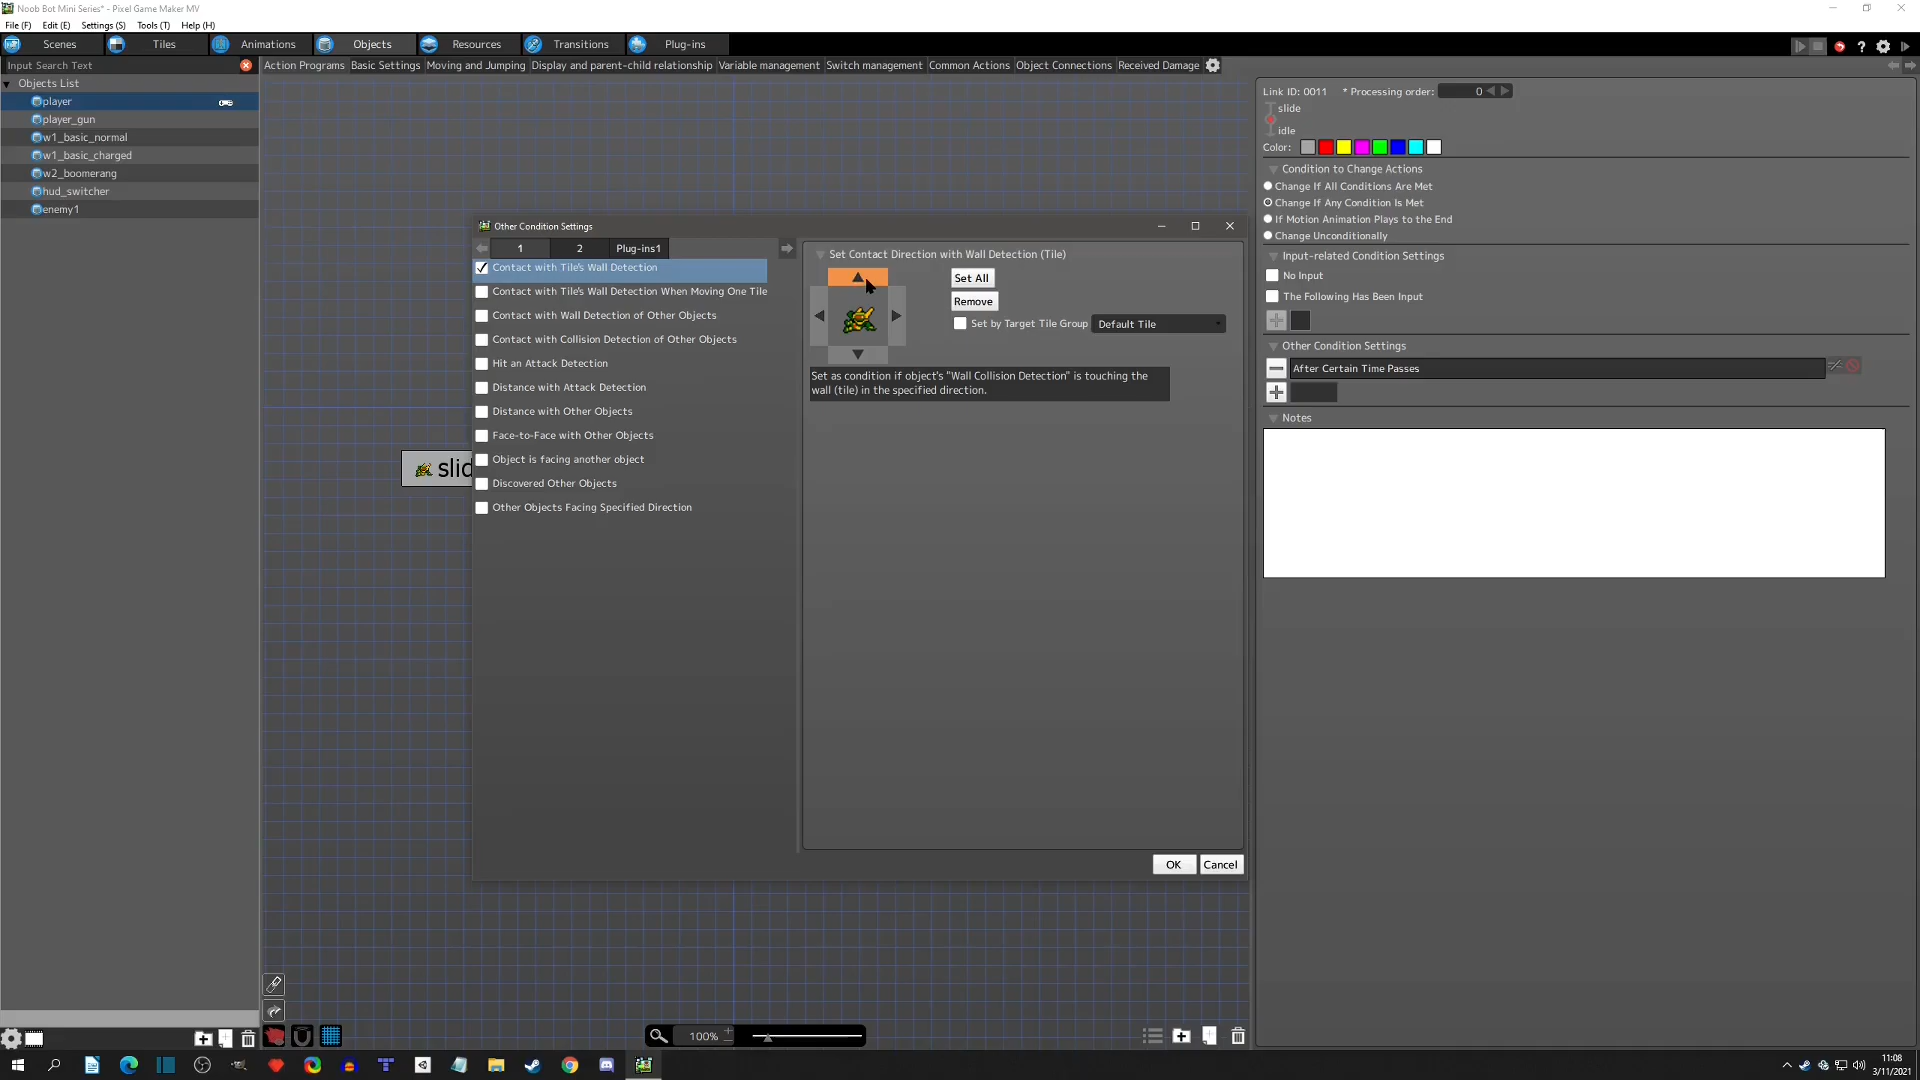 Noob Bot Mini Series* - Pixel Game Maker MV
File (F) Edit (E) Settings (S) Tools (T) Help (H)
Scenes Tiles Animations Objects Resources Transitions Plug-ins
Input Search Text
Action Programs Basic Settings Moving and Jumping Display and parent-child relationship Variable management Switch management Common Actions Object Connections Received Damage
Objects List
player
player_gun
w1_basic_normal
w1_basic_charged
w2_boomerang
hud_switcher
enemy1
slid
Other Condition Settings
1 2 Plug-ins1
Contact with Tile's Wall Detection
Contact with Tile's Wall Detection When Moving One Tile
Contact with Wall Detection of Other Objects
Contact with Collision Detection of Other Objects
Hit an Attack Detection
Distance with Attack Detection
Distance with Other Objects
Face-to-Face with Other Objects
Object is facing another object
Discovered Other Objects
Other Objects Facing Specified Direction
Set Contact Direction with Wall Detection (Tile)
Set All
Remove
Set by Target Tile Group Default Tile
Set as condition if object's "Wall Collision Detection" is touching the
wall (tile) in the specified direction.
OK Cancel
Link ID: 0011 * Processing order: 0
slide
idle
Color:
Condition to Change Actions
Change If All Conditions Are Met
Change If Any Condition Is Met
If Motion Animation Plays to the End
Change Unconditionally
Input-related Condition Settings
No Input
The Following Has Been Input
Other Condition Settings
After Certain Time Passes
Notes
100%
11:08
3/11/2021